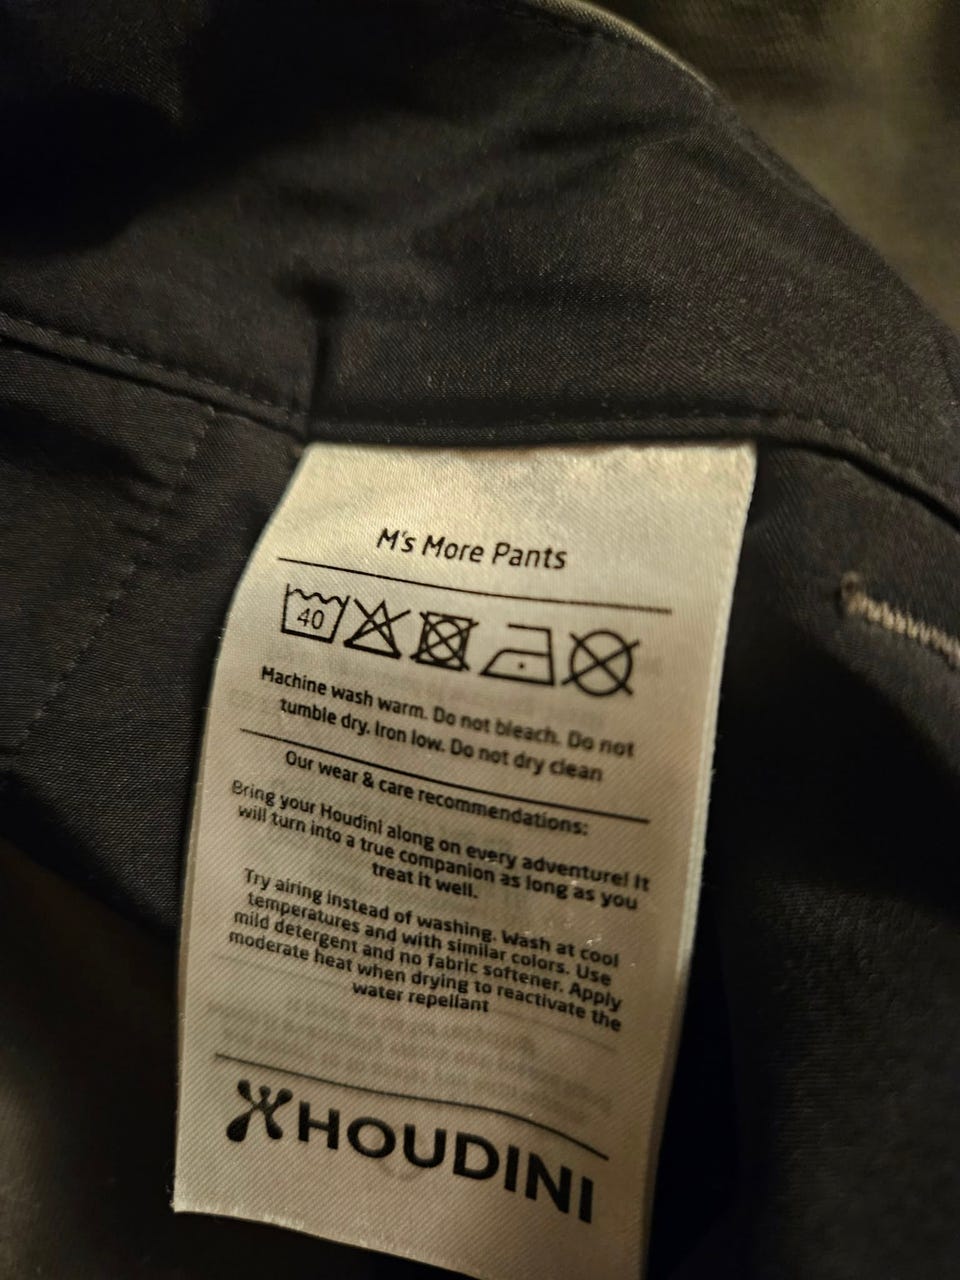 M's More Pants
40
Machine wash warm. Do not bleach. Do not
tumble dry. Iron low. Do not dry clean
Our wear & care recommendations:
Bring your Houdini along on every adventure! It
will turn into a true companion as long as you
treat it well.
Try airing instead of washing. Wash at cool
temperatures and with similar colors. Use
mild detergent and no fabric softener. Apply
moderate heat when drying to reactivate the
water repellant
HOUDINI